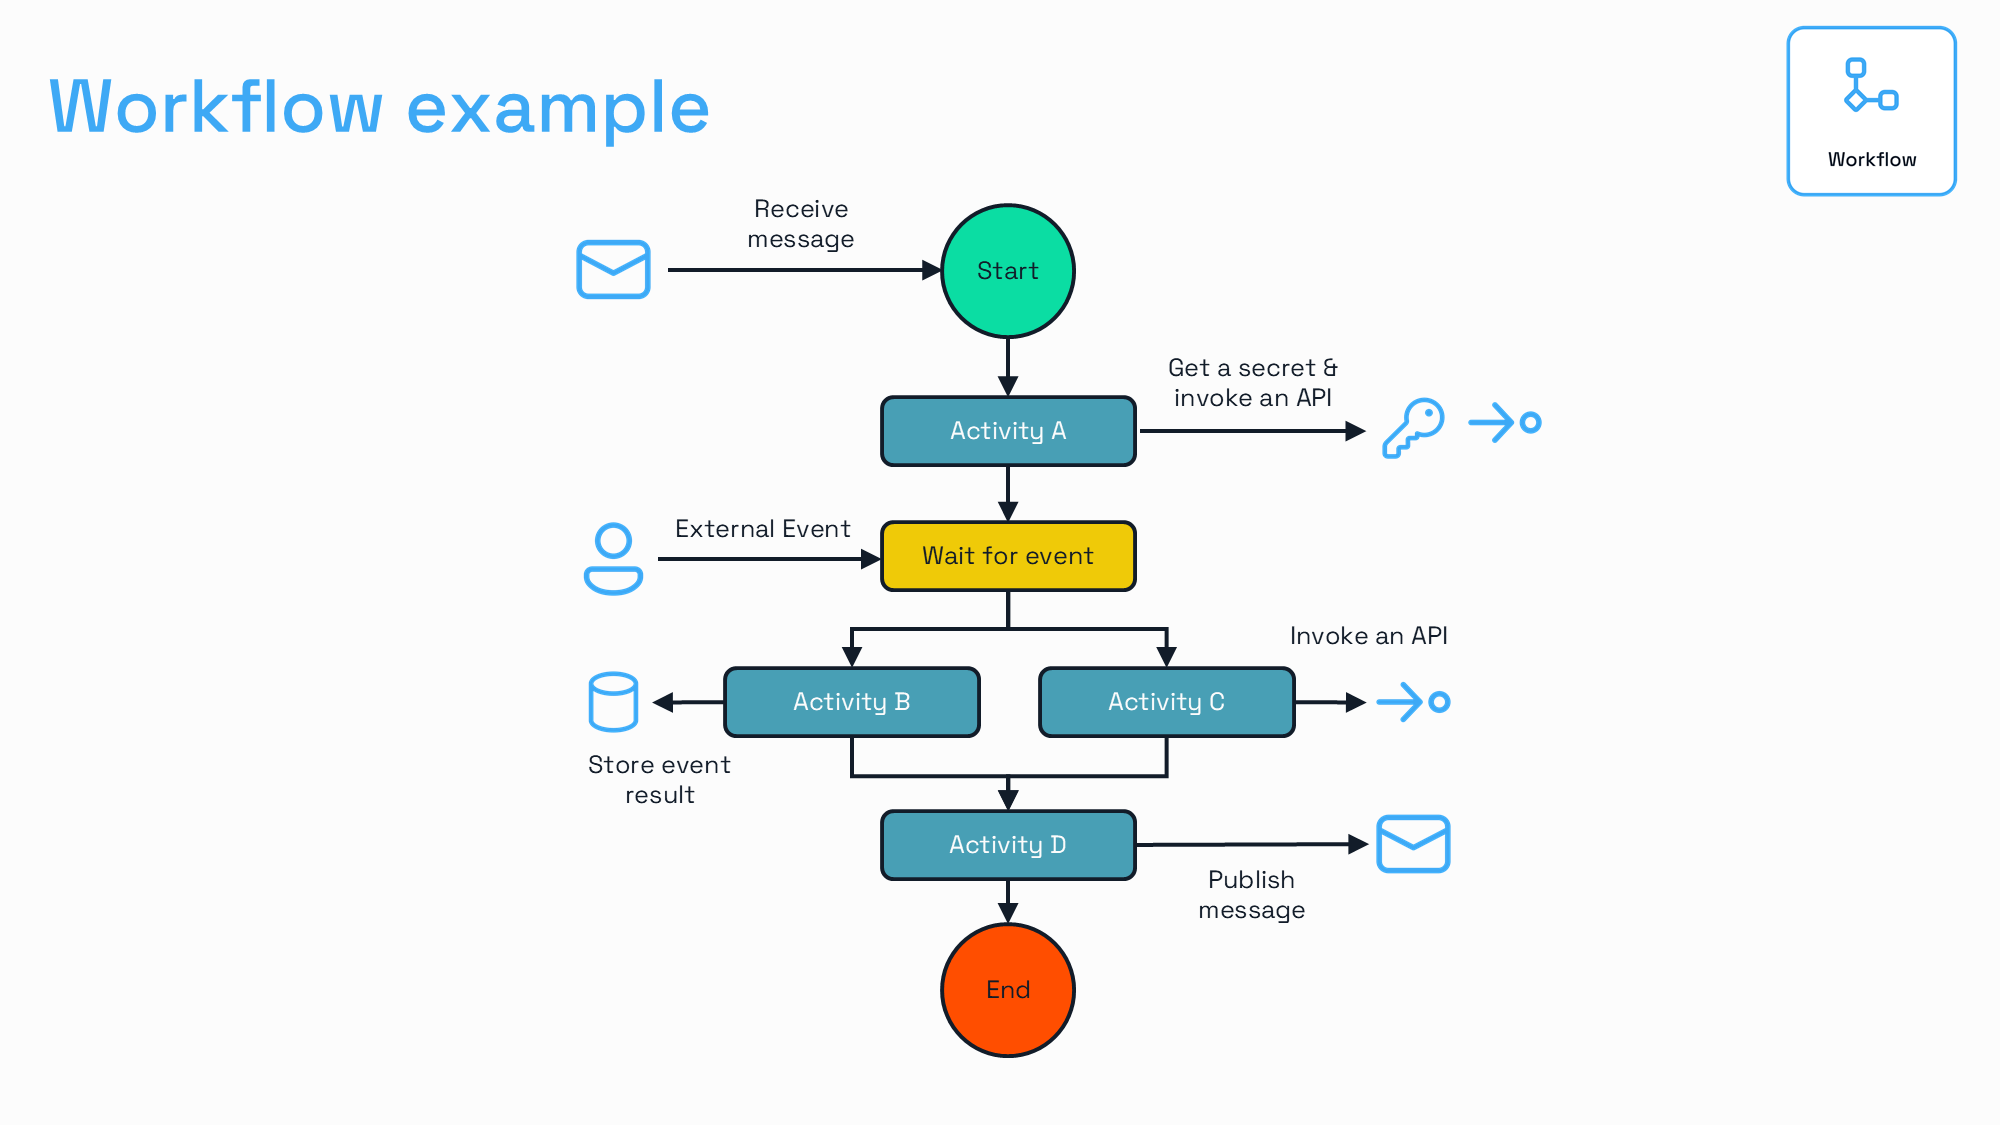 Workflow example
Workflow
Receive
message
Start
Get a secret &
invoke an API
Activity A
External Event
Wait for event
Invoke an API
Activity B
Activity C
Store event
result
Activity D
Publish
message
End